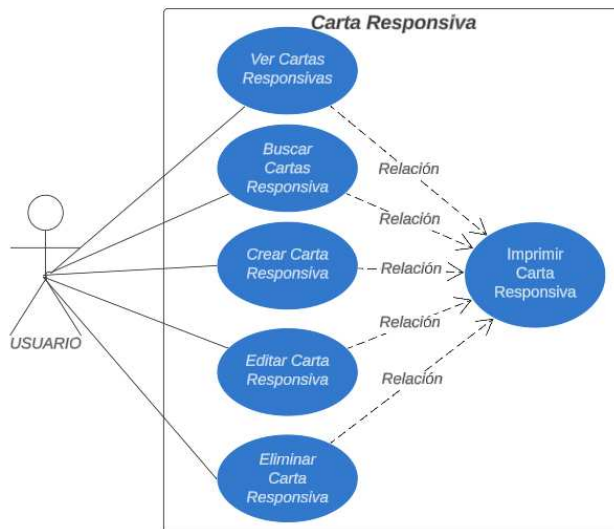 Carta Responsiva
Ver Cartas
Responsivas
Buscar
Cartas
Responsiva
Relación
Relación
Crear Carta
Responsiva
Relación
Imprimir
Carta
Responsiva
USUARIO
Relación
Editar Carta
Responsiva
Relación
Eliminar
Carta
Responsiva